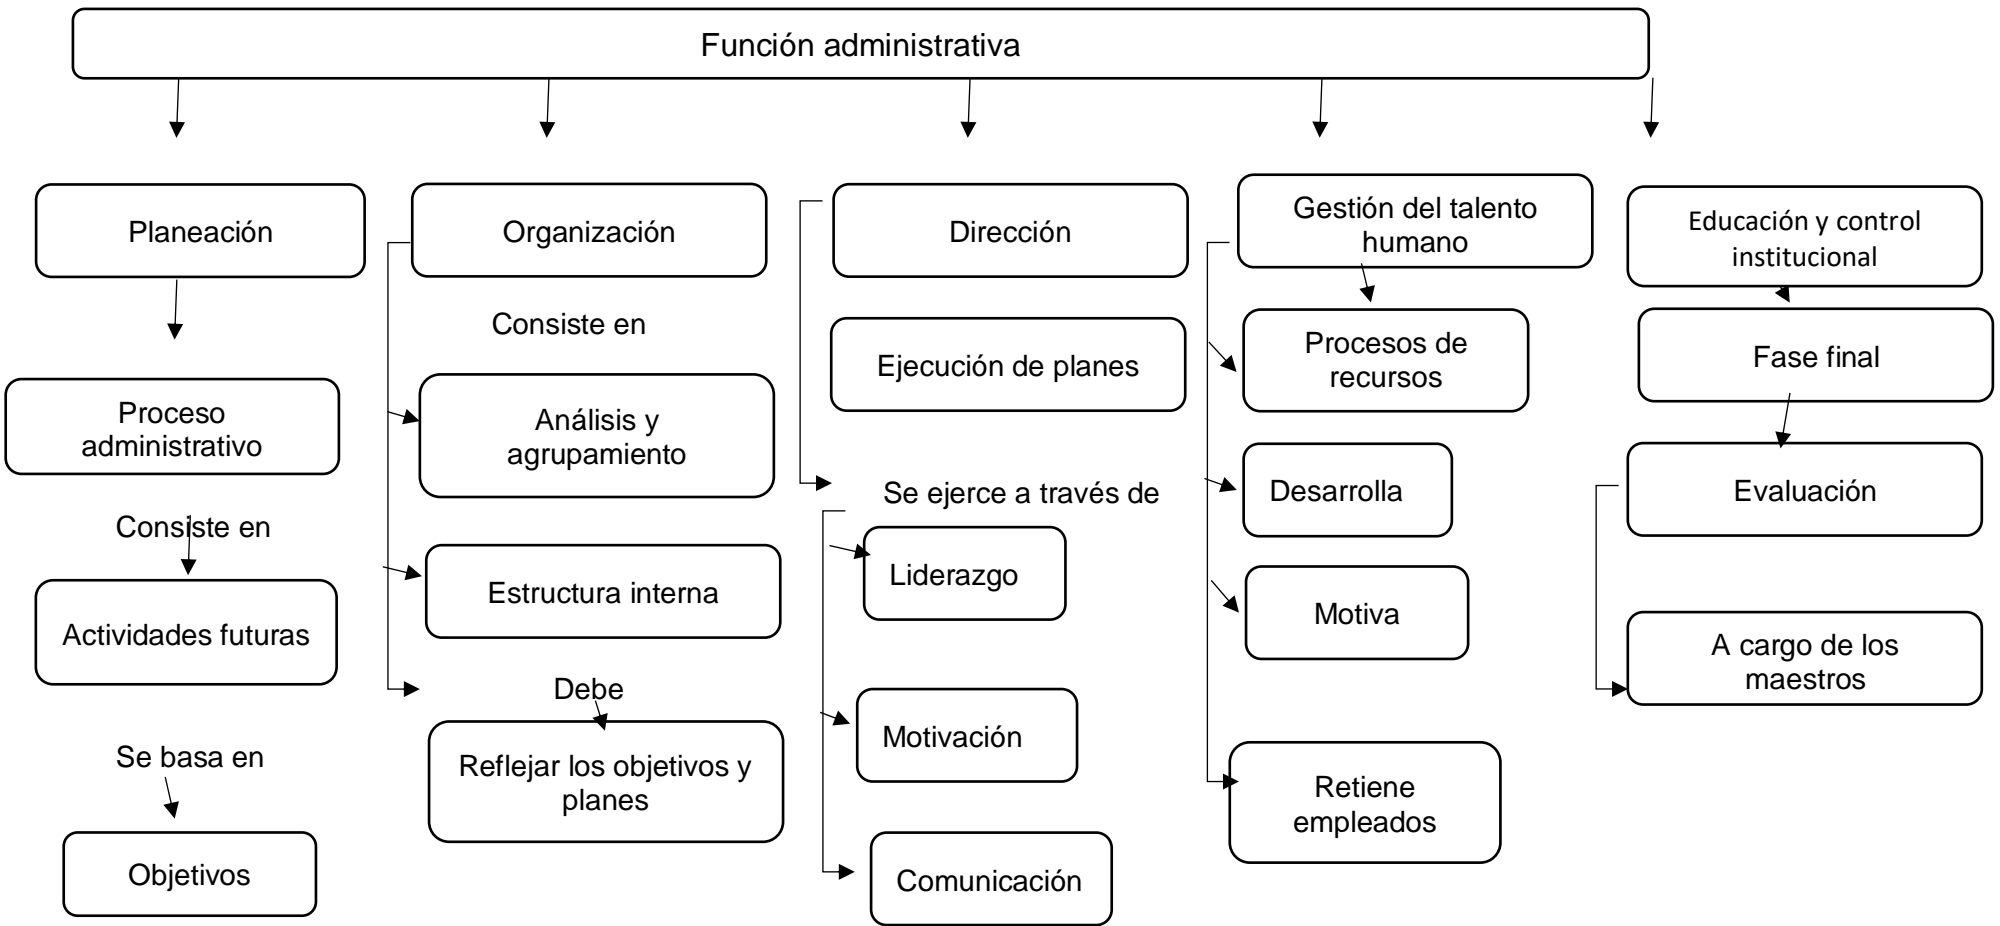 Función administrativa
Planeación
Proceso
administrativo
Consiste en
Actividades futuras
Se basa en
Objetivos
Organización
Consiste en
Análisis y
agrupamiento
Estructura interna
Debe
Reflejar los objetivos y
planes
Dirección
Ejecución de planes
Se ejerce a través de
Liderazgo
Motivación
Comunicación
Gestión del talento
humano
Procesos de
recursos
Desarrolla
Motiva
Retiene
empleados
Educación y control
institucional
Fase final
Evaluación
A cargo de los
maestros